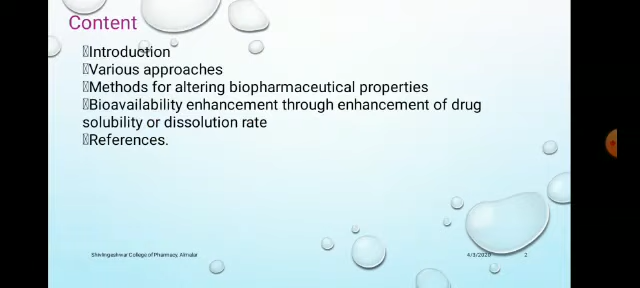 Content
Introduction
Various approaches
Methods for altering biopharmaceutical properties
Bioavailability enhancement through enhancement of drug
solubility or dissolution rate
References.
Shivlingeshwar College of Pharmacy, Almalar 4/3/2020 2